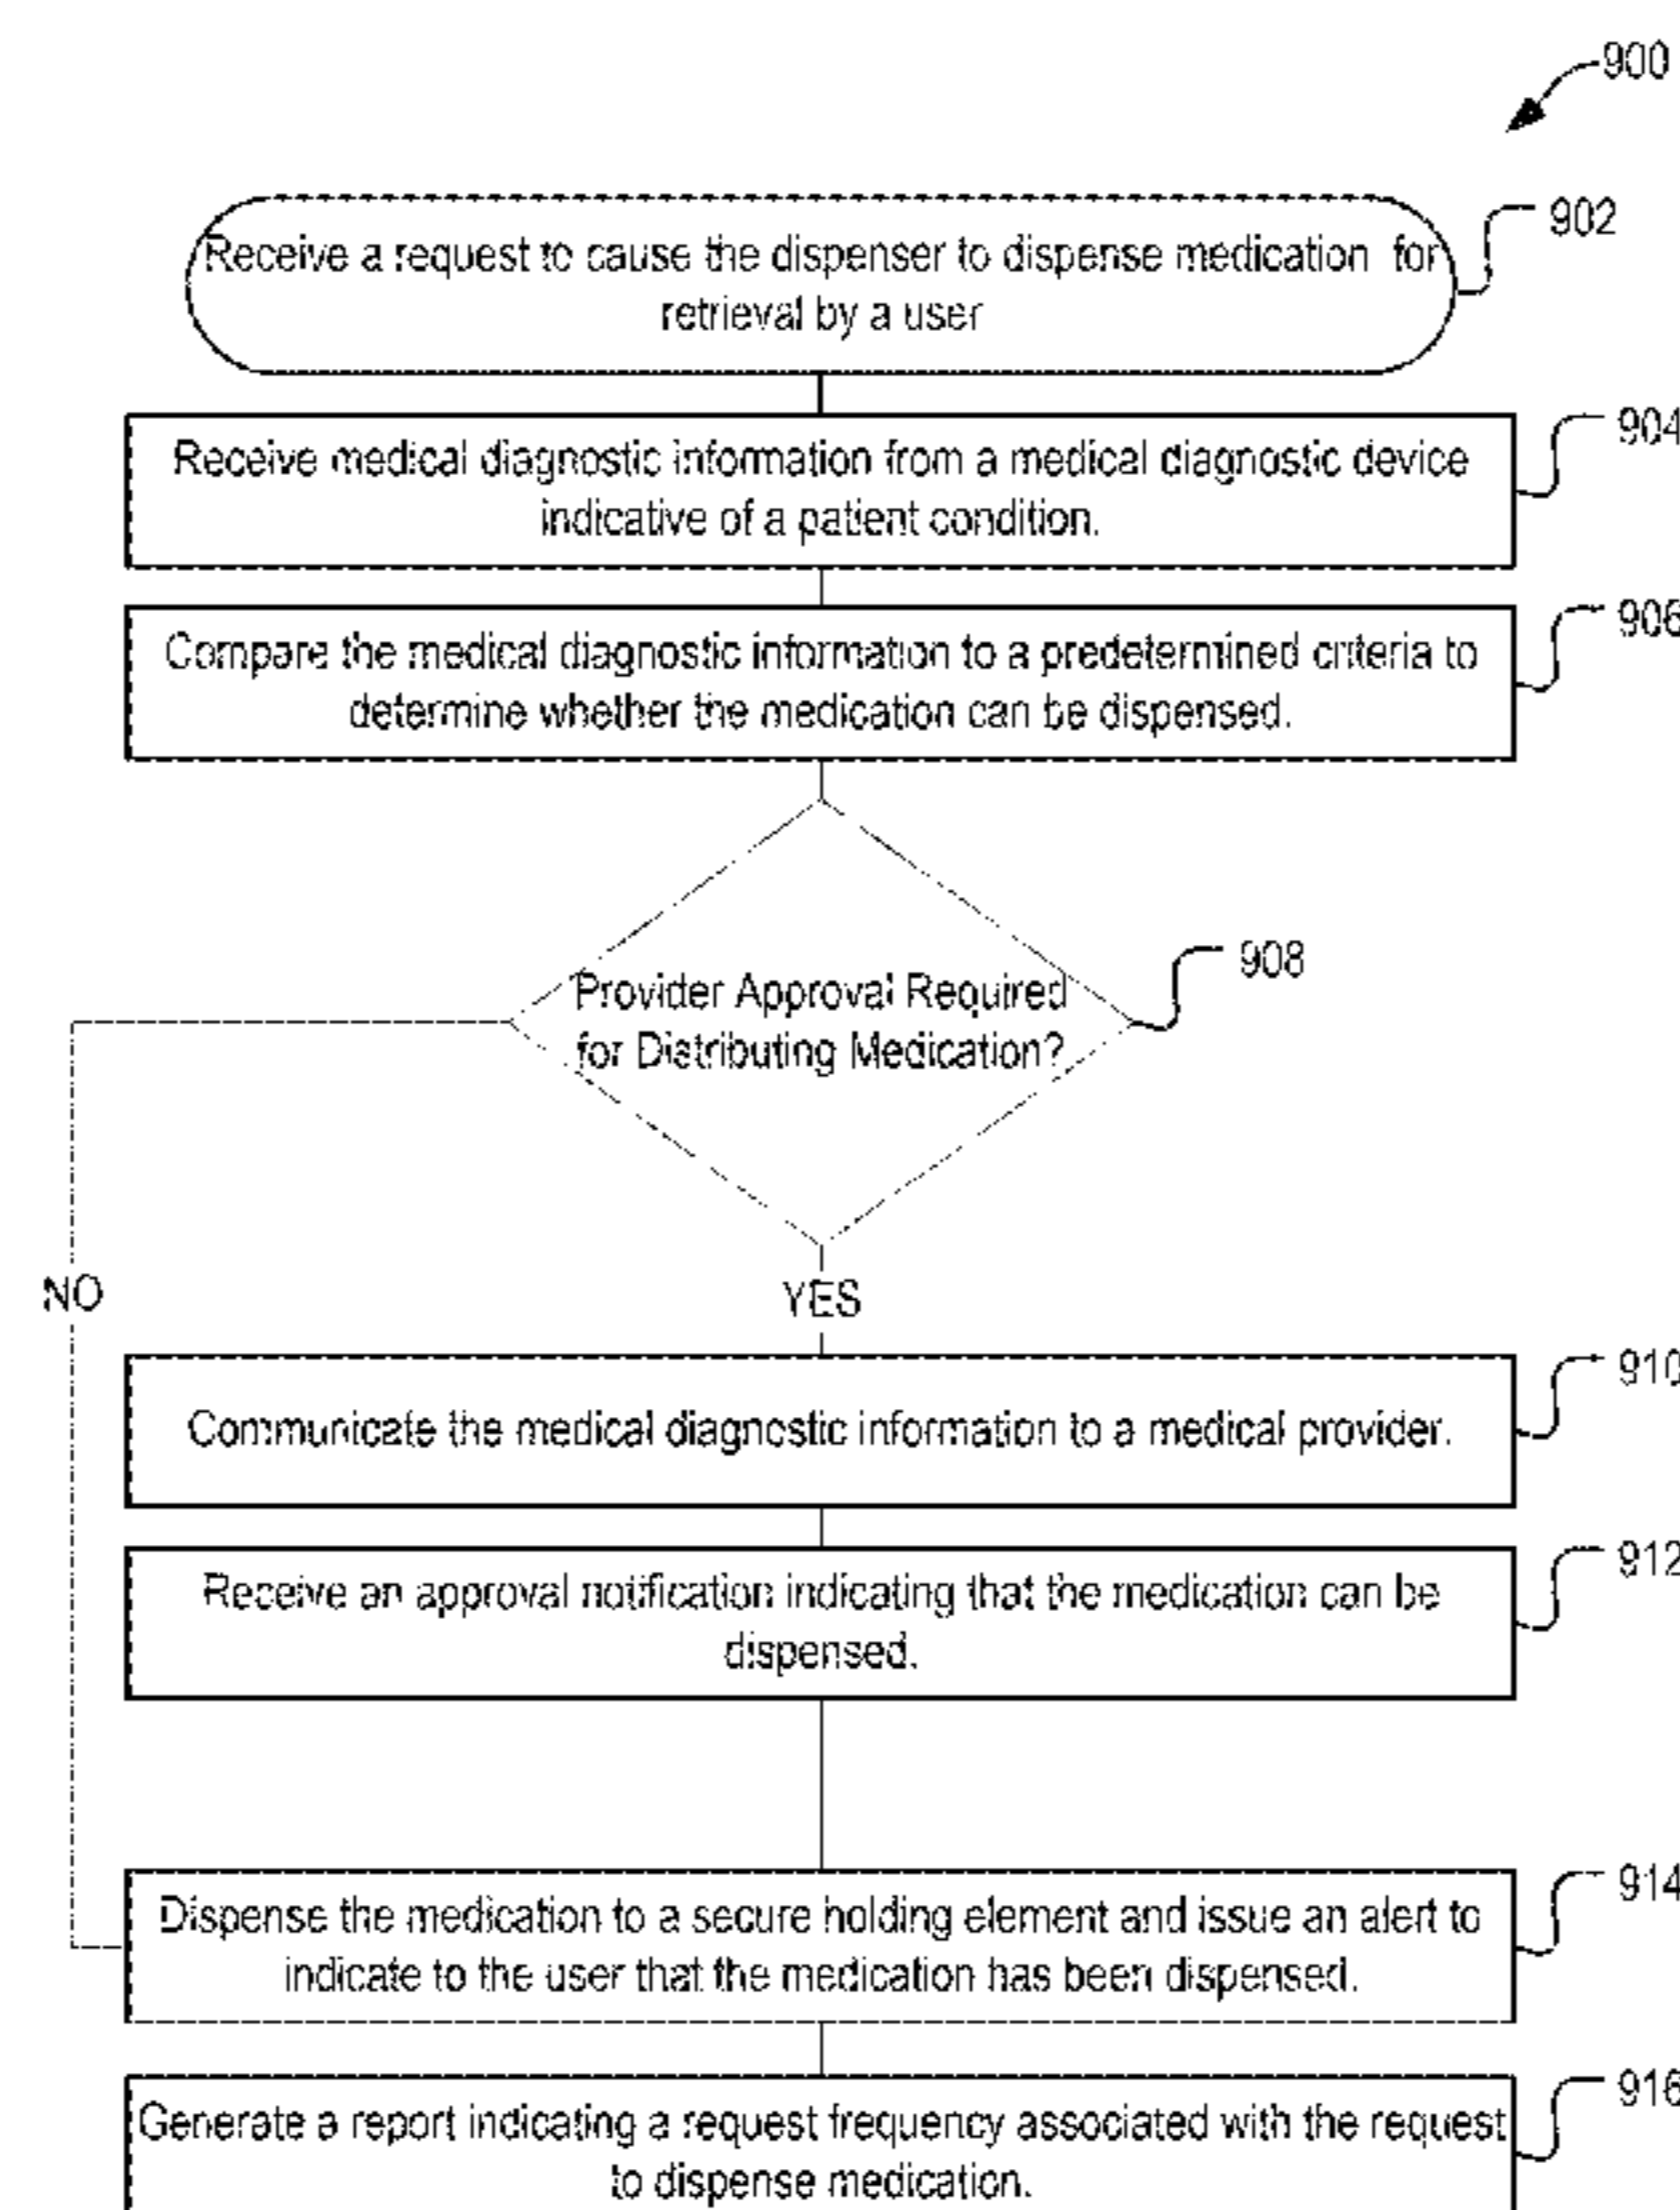 900
Receive a request to cause the dispenser to dispense medication for
retrieval by a user
902
Receive medical diagnostic information from a medical diagnostic device
indicative of a patient condition.
904
Compare the medical diagnostic information to a predetermined criteria to
determine whether the medication can be dispensed.
906
Provider Approval Required
for Distributing Medication?
908
NO
YES
Communicate the medical diagnostic information to a medical provider.
910
Receive an approval notification indicating that the medication can be
dispensed.
912
Dispense the medication to a secure holding element and issue an alert to
indicate to the user that the medication has been dispensed.
914
Generate a report indicating a request frequency associated with the request
to dispense medication.
916